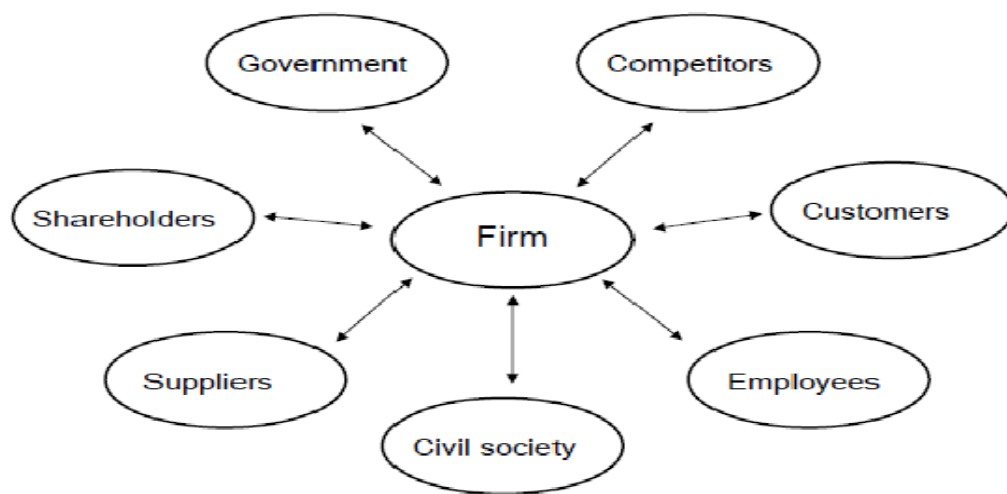 Government
Competitors
Shareholders
Firm
Customers
Suppliers
Employees
Civil society